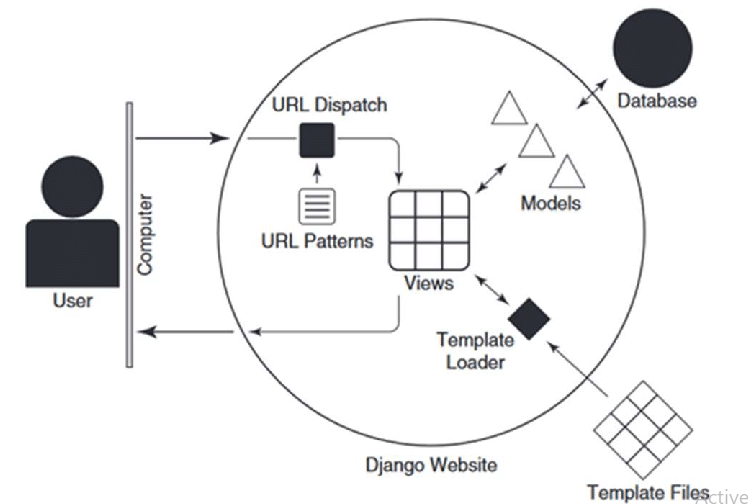 Database
URL Dispatch
Computer
URL Patterns
Models
Views
User
Template
Loader
Django Website
Template Files
Active